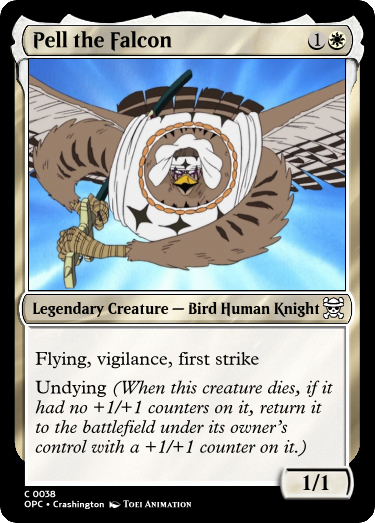 Pell the Falcon 1
Legendary Creature — Bird Human Knight
Flying, vigilance, first strike
Undying (When this creature dies, if it
had no +1/+1 counters on it, return it
to the battlefield under its owner's
control with a +1/+1 counter on it.)
1/1
C 0038
OPC • Crashington TOEI ANIMATION